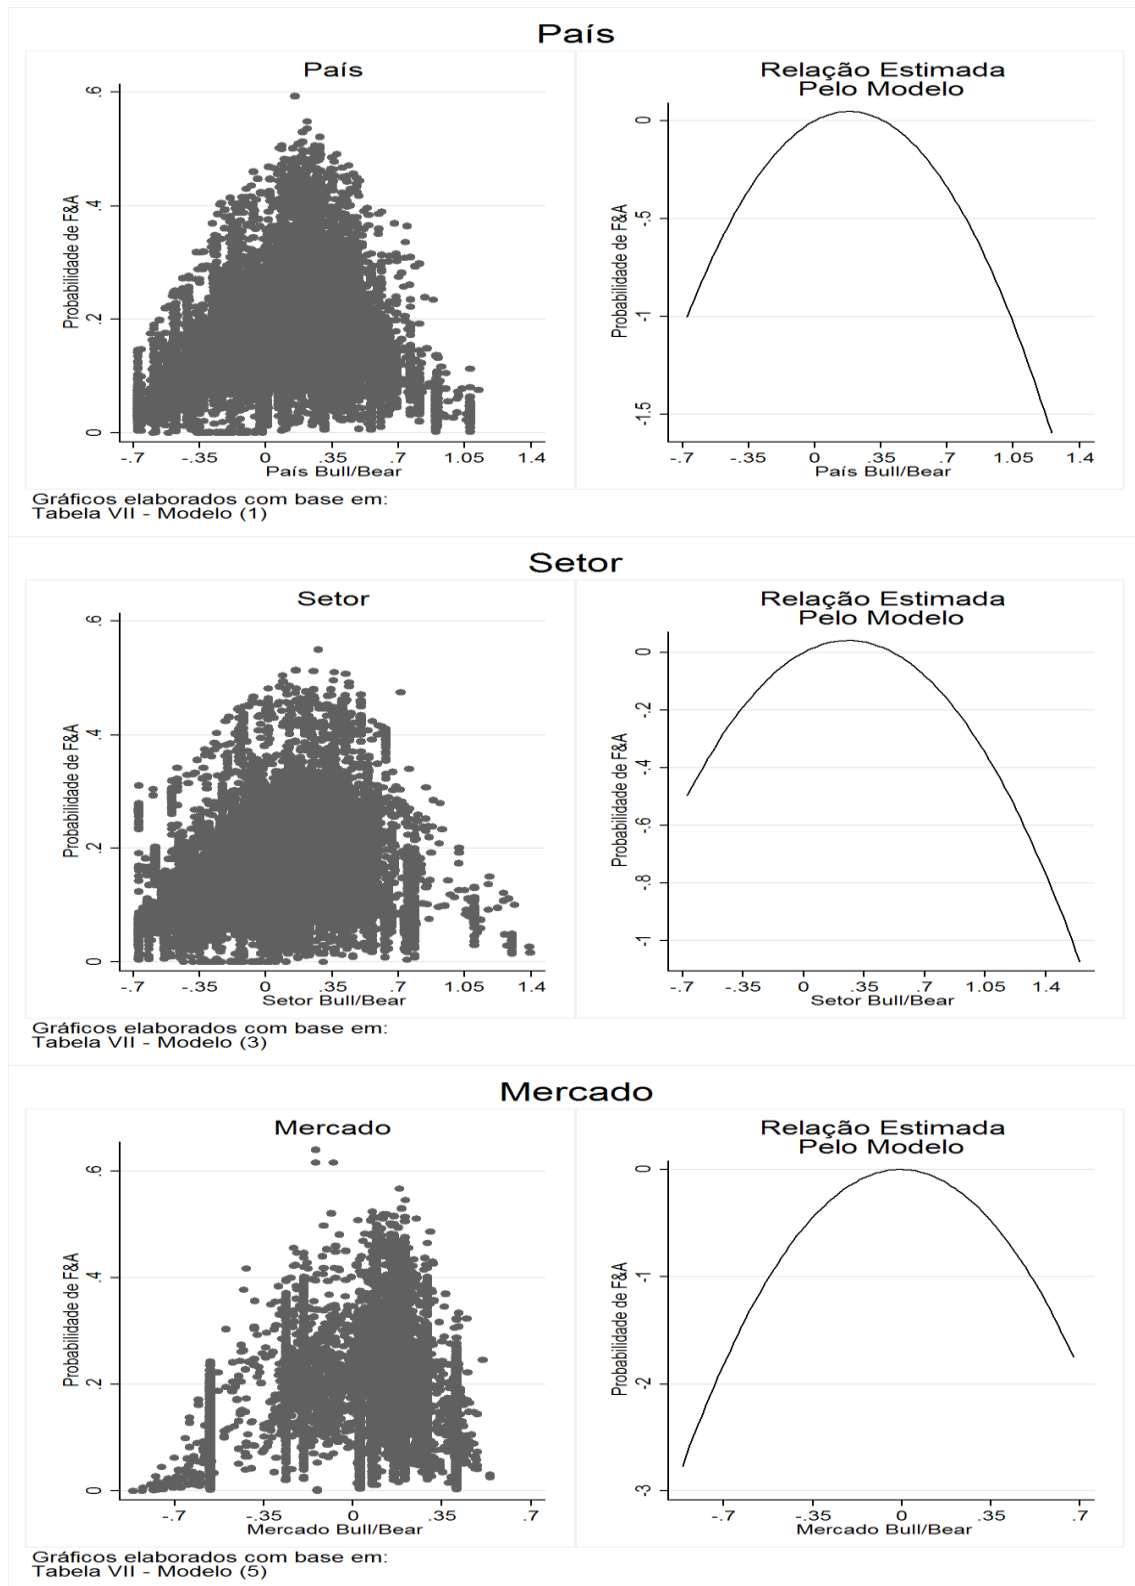 País
País
Relação Estimada
Pelo Modelo
Probabilidade de F&A
.6
.4
.2
0
-.7 -.35 0 .35 .7 1.05 1.4
País Bull/Bear
Probabilidade de F&A
0
-.5
-1
-1.5
-.7 -.35 0 .35 .7 1.05 1.4
País Bull/Bear
Gráficos elaborados com base em:
Tabela VII - Modelo (1)
Setor
Setor
Relação Estimada
Pelo Modelo
Probabilidade de F&A
.6
.4
.2
0
-.7 -.35 0 .35 .7 1.05 1.4
Setor Bull/Bear
Probabilidade de F&A
0
-.2
-.4
-.6
-.8
-1
-.7 -.35 0 .35 .7 1.05 1.4
Setor Bull/Bear
Gráficos elaborados com base em:
Tabela VII - Modelo (3)
Mercado
Mercado
Relação Estimada
Pelo Modelo
Probabilidade de F&A
.6
.4
.2
0
-.7 -.35 0 .35 .7
Mercado Bull/Bear
Probabilidade de F&A
0
-1
-2
-3
-.7 -.35 0 .35 .7
Mercado Bull/Bear
Gráficos elaborados com base em:
Tabela VII - Modelo (5)